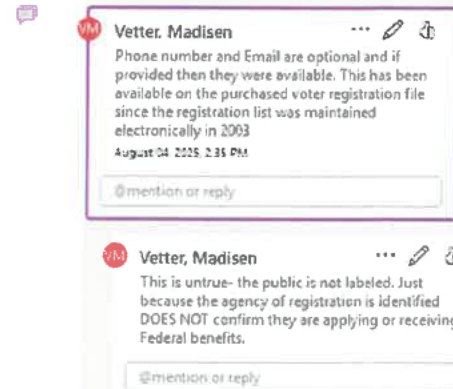 VM Vetter, Madisen
Phone number and Email are optional and if
provided then they were available. This has been
available on the purchased voter registration file
since the registration list was maintained
electronically in 2003
August 04, 2025, 2:35 PM
@mention or reply
VM Vetter, Madisen
This is untrue- the public is not labeled. Just
because the agency of registration is identified
DOES NOT confirm they are applying or receiving
Federal benefits.
@mention or reply